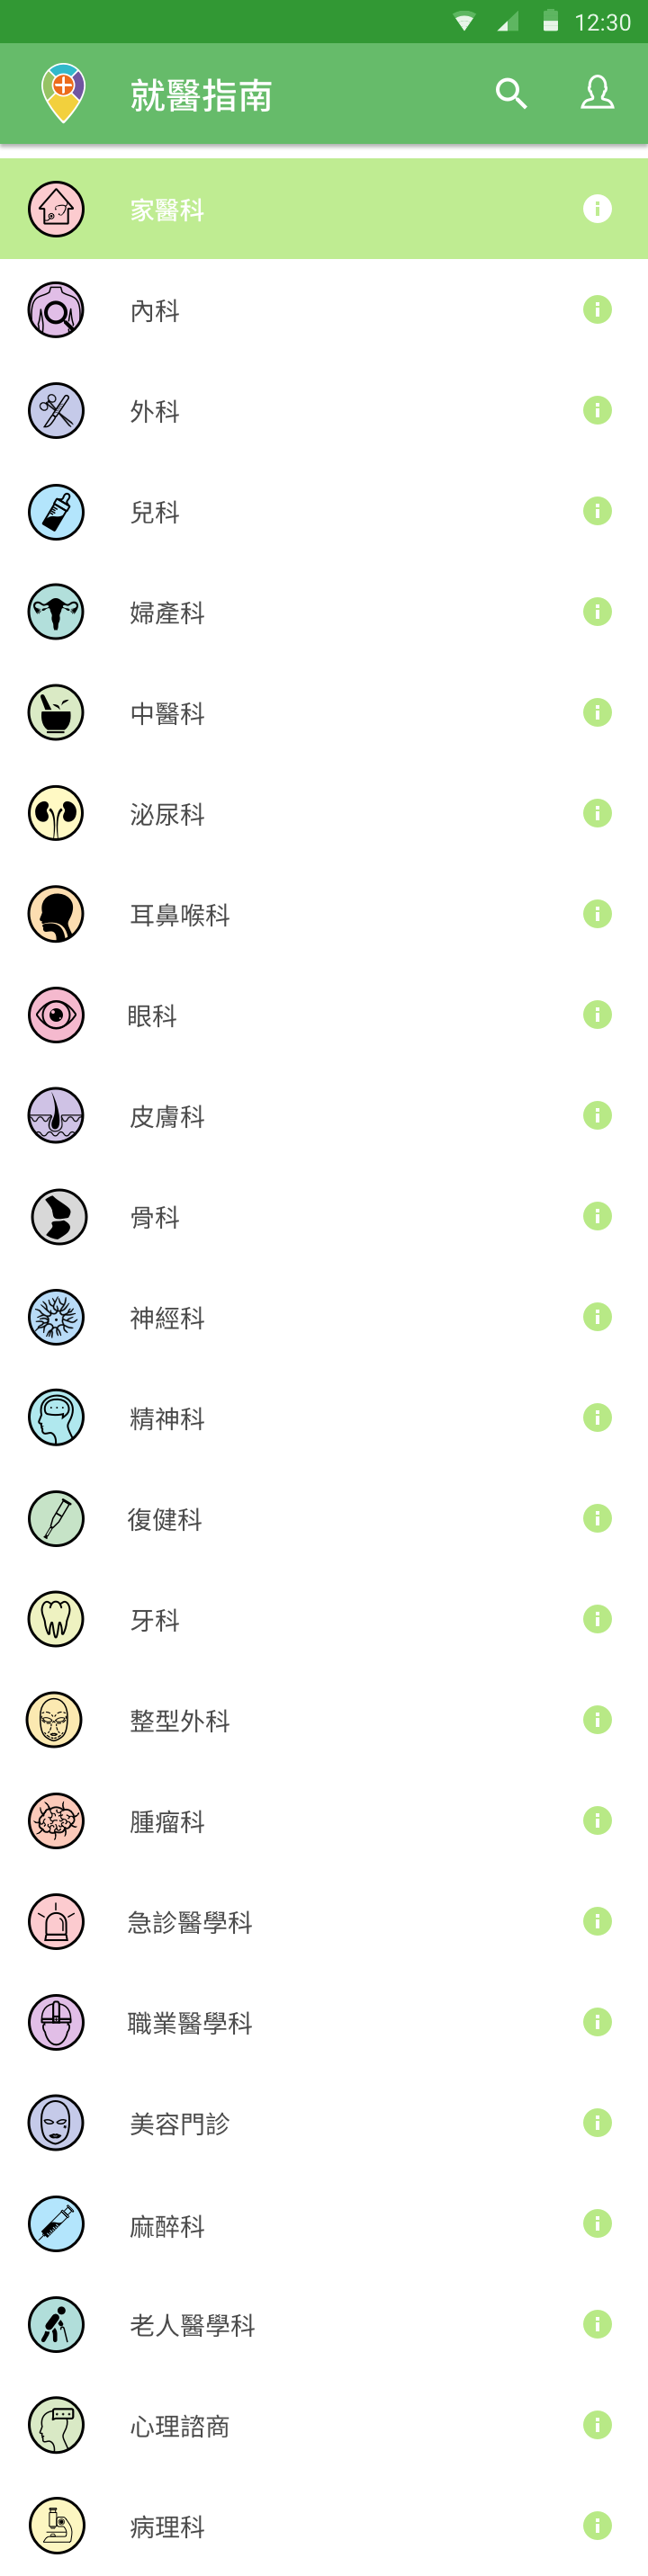 12:30
就醫指南
家醫科
內科
外科
兒科
婦產科
中醫科
泌尿科
耳鼻喉科
眼科
皮膚科
骨科
神經科
精神科
復健科
牙科
整型外科
腫瘤科
急診醫學科
職業醫學科
美容門診
麻醉科
老人醫學科
心理諮商
病理科